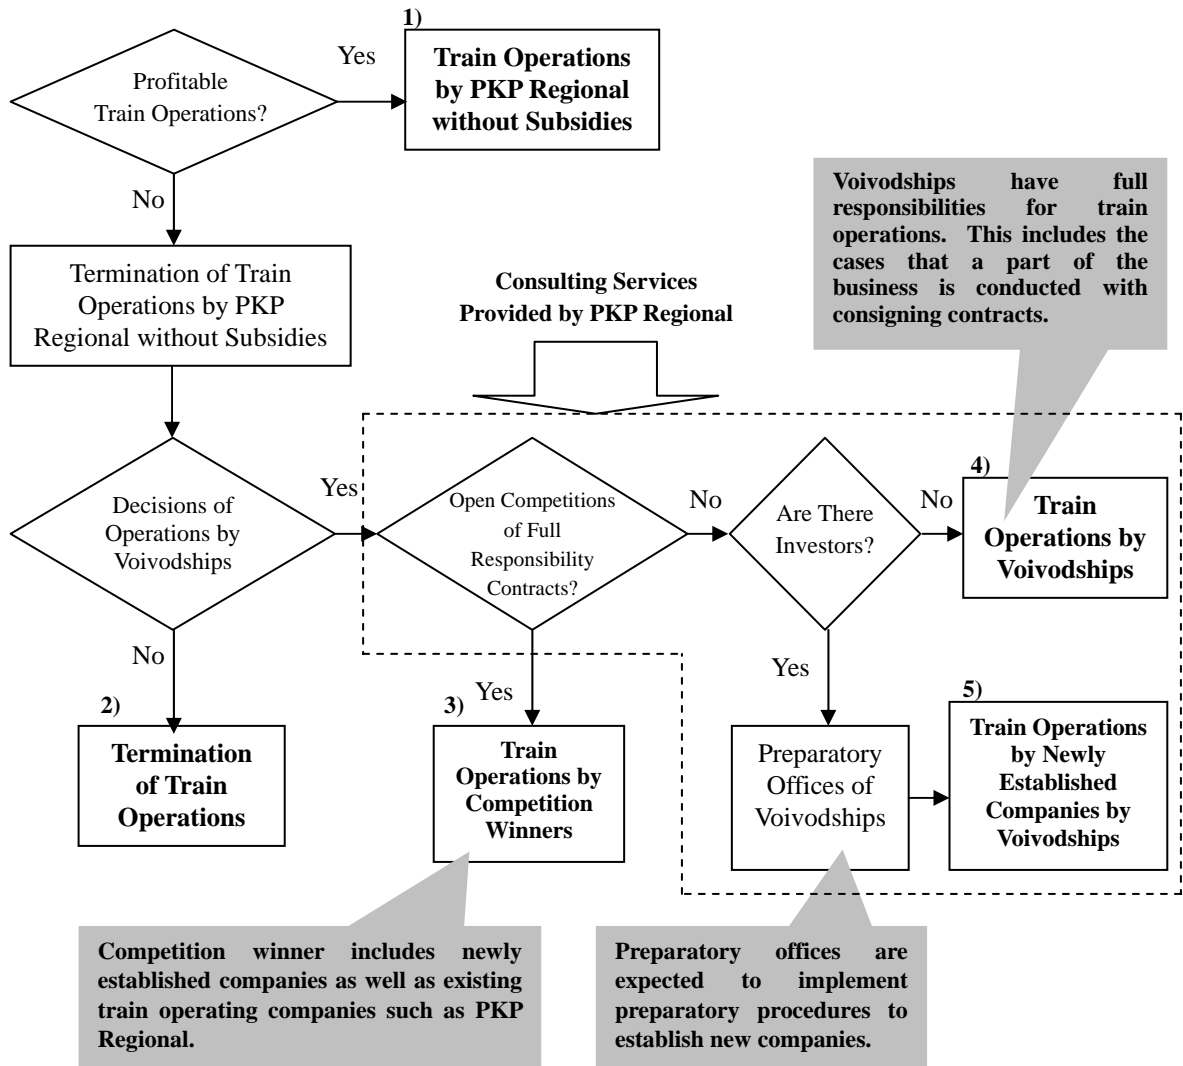 1)
Profitable
Train Operations?
Yes
Train Operations
by PKP Regional
without Subsidies
No
Termination of Train
Operations by PKP
Regional without Subsidies
Consulting Services
Provided by PKP Regional
Voivodships have full
responsibilities for train
operations. This includes the
cases that a part of the
business is conducted with
consigning contracts.
Decisions of
Operations by
Voivodships
Yes
Open Competitions
of Full
Responsibility
Contracts?
No
Are There
Investors?
No
4)
Train
Operations by
Voivodships
No
2)
Termination
of Train
Operations
Yes
3)
Train
Operations by
Competition
Winners
Yes
Preparatory
Offices of
Voivodships
5)
Train Operations
by Newly
Established
Companies by
Voivodships
Competition winner includes newly
established companies as well as existing
train operating companies such as PKP
Regional.
Preparatory offices are
expected to implement
preparatory procedures to
establish new companies.